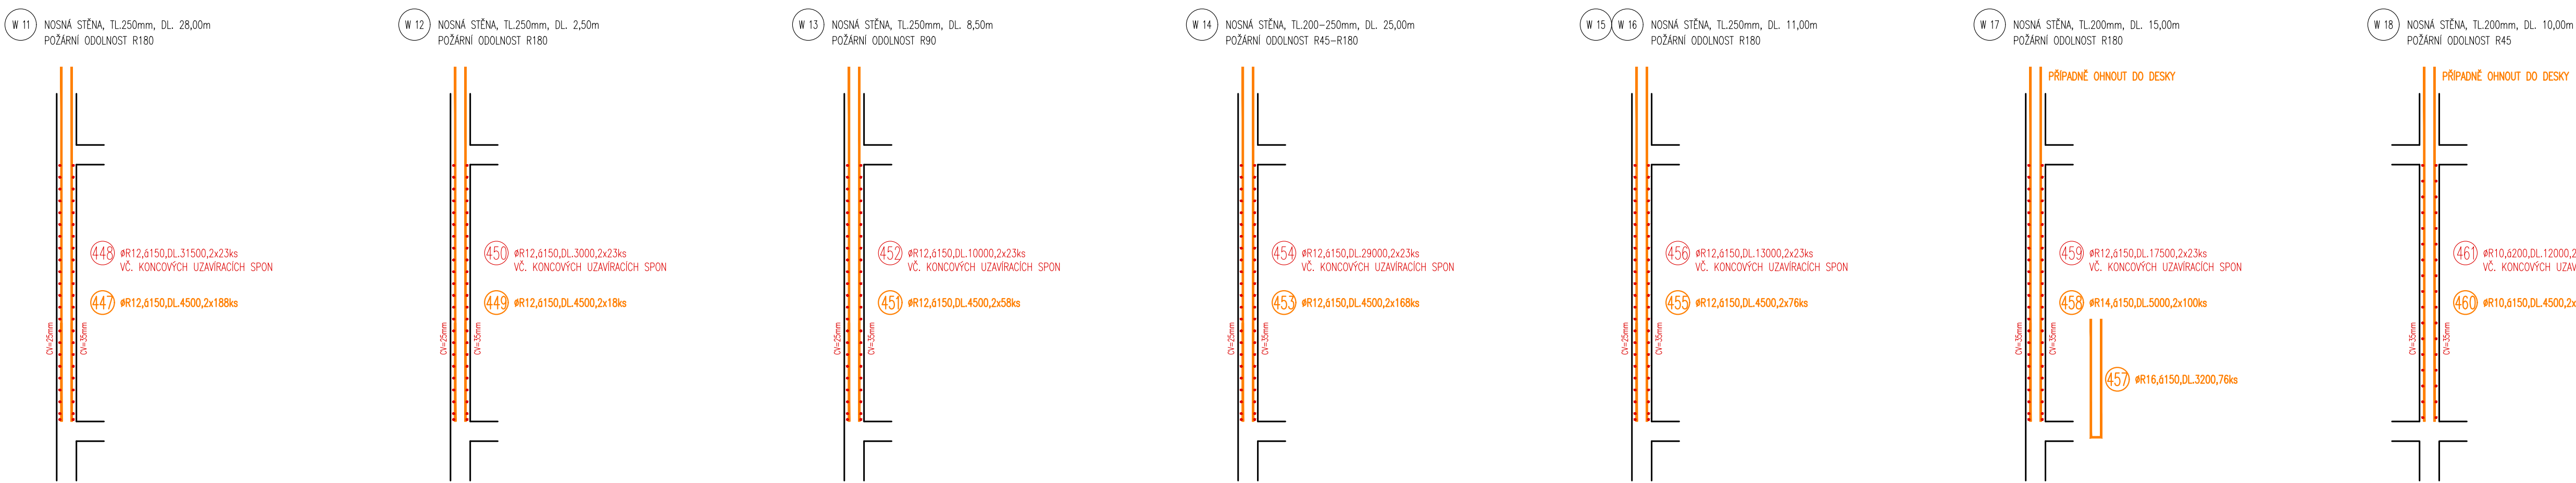 W 11
NOSNÁ STĚNA, TL.250mm, DL. 28,00m
POŽÁRNÍ ODOLNOST R180
448
øR12,á150,DL.31500,2x23ks
VČ. KONCOVÝCH UZAVÍRACÍCH SPON
447
øR12,á150,DL.4500,2x188ks
CV=25mm
CV=35mm
W 12
NOSNÁ STĚNA, TL.250mm, DL. 2,50m
POŽÁRNÍ ODOLNOST R180
450
øR12,á150,DL.3000,2x23ks
VČ. KONCOVÝCH UZAVÍRACÍCH SPON
449
øR12,á150,DL.4500,2x18ks
CV=25mm
CV=35mm
W 13
NOSNÁ STĚNA, TL.250mm, DL. 8,50m
POŽÁRNÍ ODOLNOST R90
452
øR12,á150,DL.10000,2x23ks
VČ. KONCOVÝCH UZAVÍRACÍCH SPON
451
øR12,á150,DL.4500,2x58ks
CV=25mm
CV=35mm
W 14
NOSNÁ STĚNA, TL.200-250mm, DL. 25,00m
POŽÁRNÍ ODOLNOST R45-R180
454
øR12,á150,DL.29000,2x23ks
VČ. KONCOVÝCH UZAVÍRACÍCH SPON
453
øR12,á150,DL.4500,2x168ks
CV=25mm
CV=35mm
W 15 W 16
NOSNÁ STĚNA, TL.250mm, DL. 11,00m
POŽÁRNÍ ODOLNOST R180
456
øR12,á150,DL.13000,2x23ks
VČ. KONCOVÝCH UZAVÍRACÍCH SPON
455
øR12,á150,DL.4500,2x76ks
CV=25mm
CV=35mm
W 17
NOSNÁ STĚNA, TL.200mm, DL. 15,00m
POŽÁRNÍ ODOLNOST R180
PŘÍPADNĚ OHNOUT DO DESKY
459
øR12,á150,DL.17500,2x23ks
VČ. KONCOVÝCH UZAVÍRACÍCH SPON
458
øR14,á150,DL.5000,2x100ks
CV=35mm
CV=35mm
457
øR16,á150,DL.3200,76ks
W 18
NOSNÁ STĚNA, TL.200mm, DL. 10,00m
POŽÁRNÍ ODOLNOST R45
PŘÍPADNĚ OHNOUT DO DESKY
461
øR10,á200,DL.12000,2
VČ. KONCOVÝCH
460
øR10,á150,DL.4500,2x
CV=35mm
CV=35mm